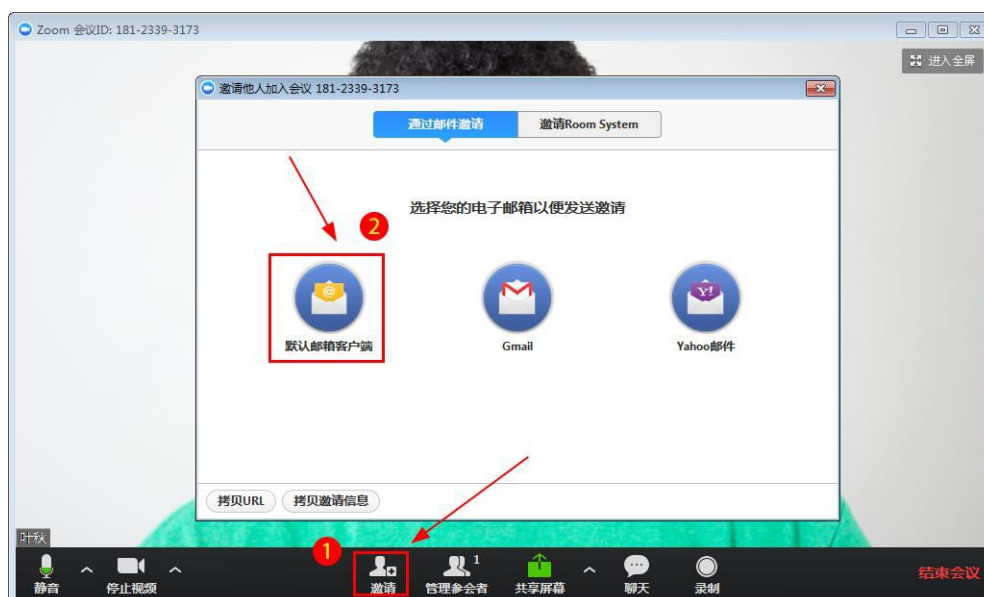 Zoom 会议ID: 181-2339-3173
进入全屏
邀请他人加入会议 181-2339-3173
通过邮件邀请 邀请Room System
选择您的电子邮箱以便发送邀请
2
@ Y!
默认邮箱客户端 Gmail Yahoo邮件
拷贝URL 拷贝邀请信息
叶秋
1
1
静音 停止视频 邀请 管理参会者 共享屏幕 聊天 录制 结束会议